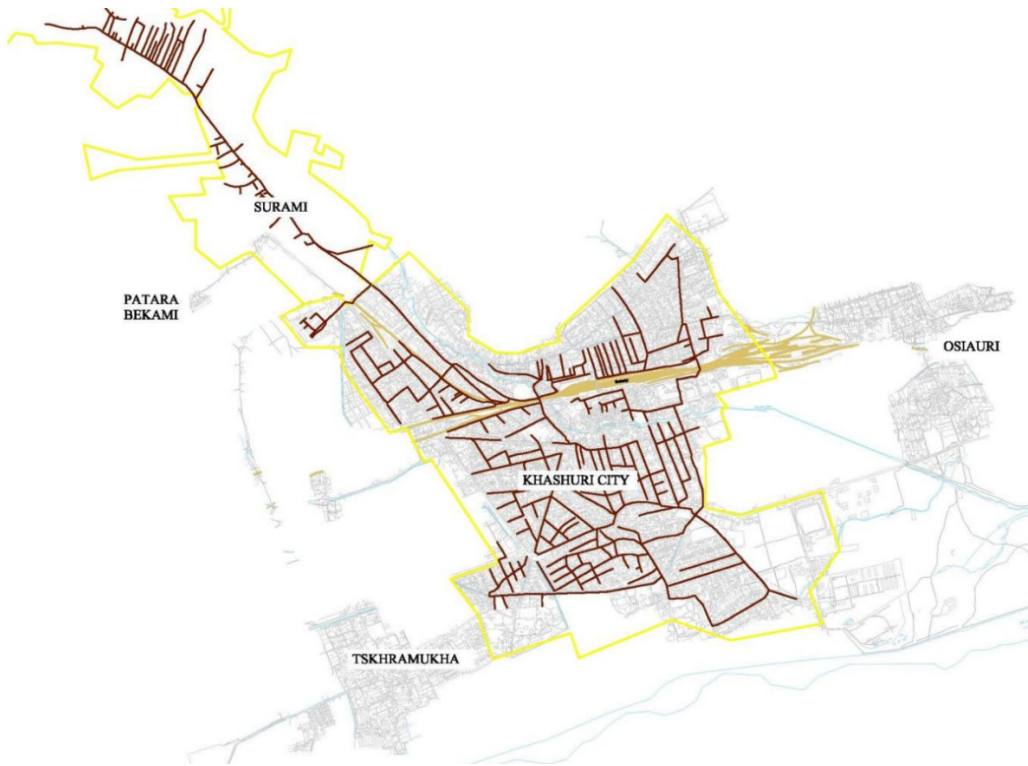 SURAMI
PATARA
BEKAMI
OSIAURI
KHASHURI CITY
TSKHRAMUKHA